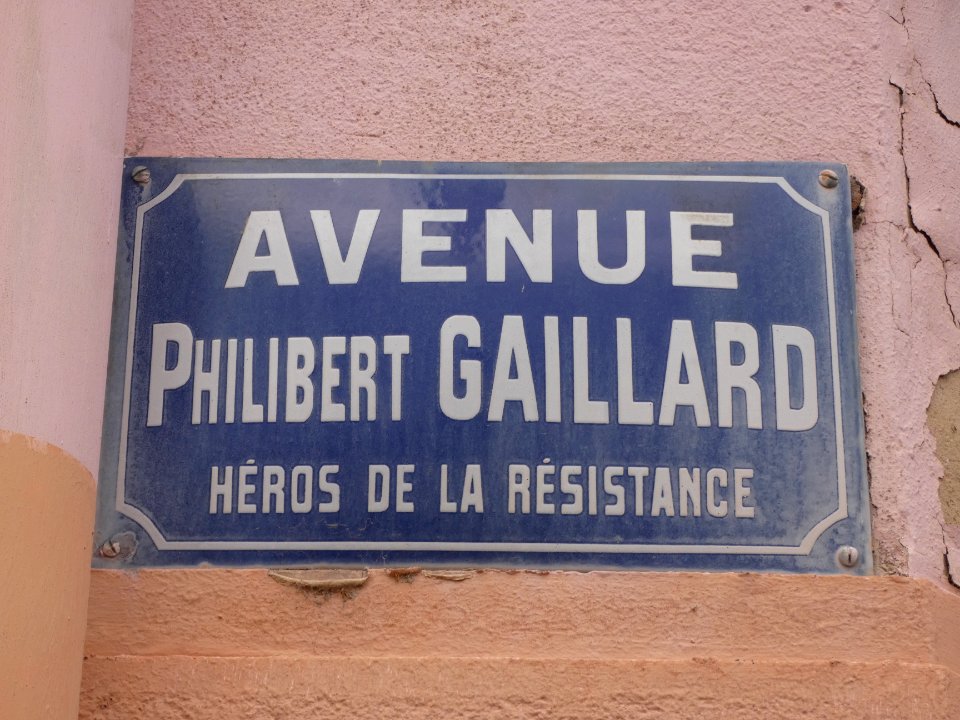 AVENUE
PHILIBERT GAILLARD
HÉROS DE LA RÉSISTANCE